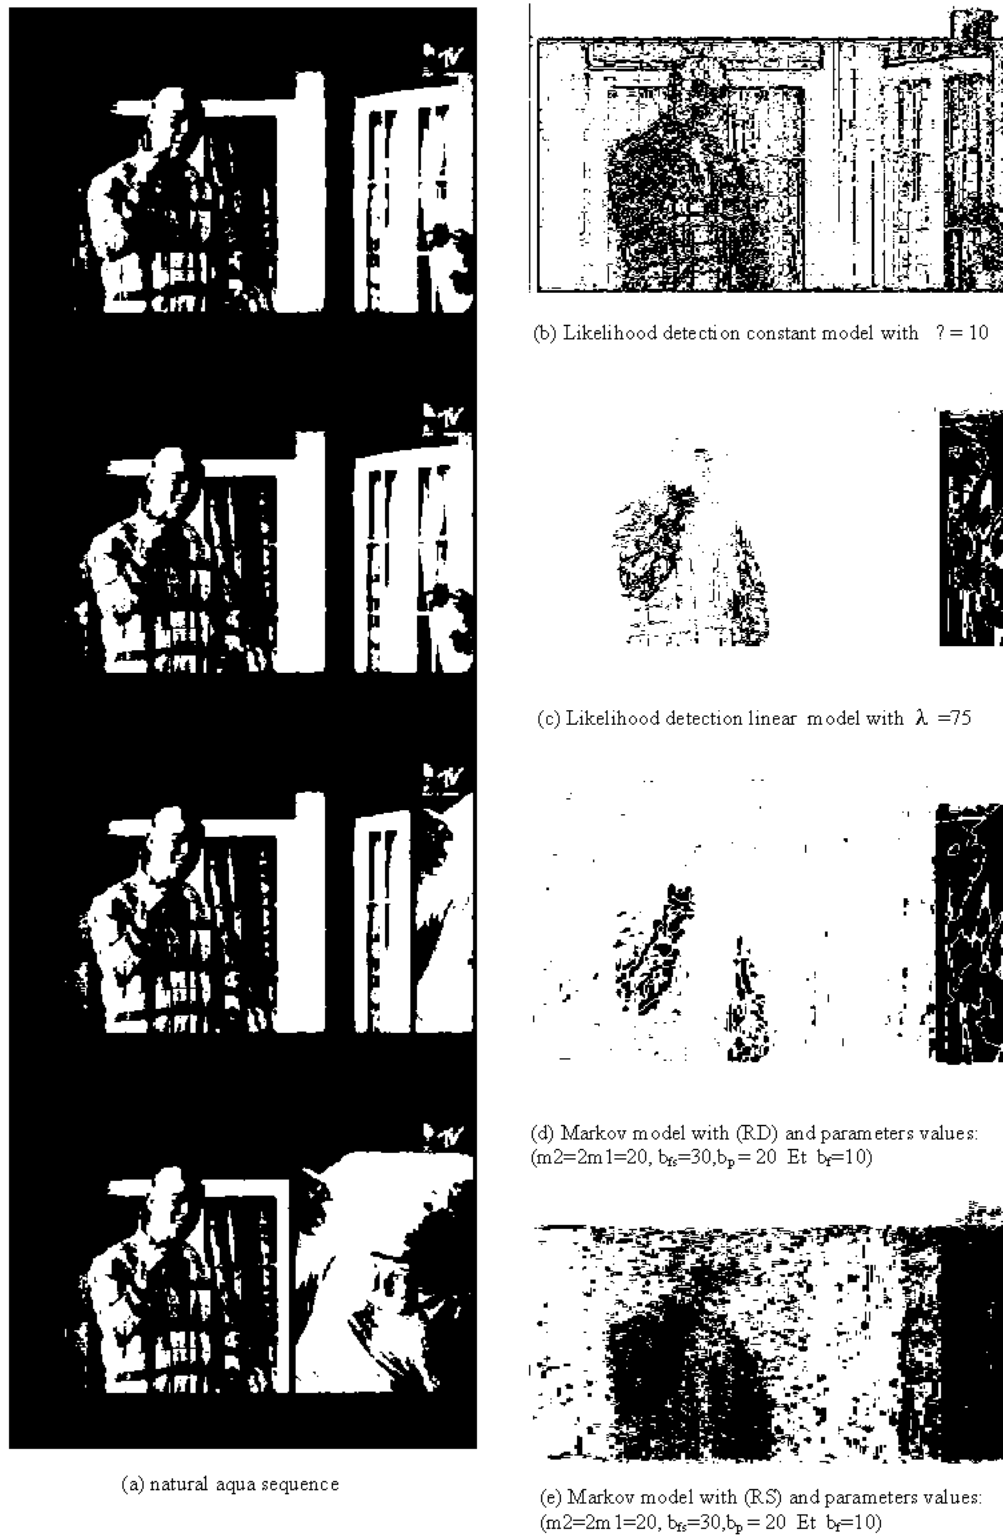 (b) Likelihood detection constant model with ? = 10
(c) Likelihood detection linear model with λ =75
(d) Markov model with (RD) and parameters values:
(m2=2m1=20, bfs=30,bp = 20 Et bf=10)
(a) natural aqua sequence
(e) Markov model with (RS) and parameters values:
(m2=2m1=20, bfs=30,bp = 20 Et bf=10)